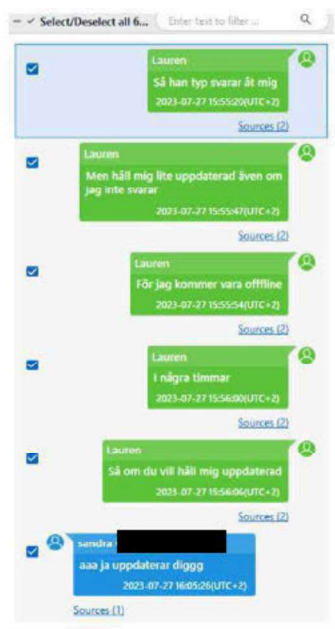 Select/Deselect all 6... Enter text to filter ...
Lauren
Så han typ svarar åt mig
2023-07-27 15:55:20(UTC+2)
Sources (2)
Lauren
Men håll mig lite uppdaterad även om
jag inte svarar
2023-07-27 15:55:47(UTC+2)
Sources (2)
Lauren
För jag kommer vara offfline
2023-07-27 15:55:54(UTC+2)
Sources (2)
Lauren
I några timmar
2023-07-27 15:56:00(UTC+2)
Sources (2)
Lauren
Så om du vill håll mig uppdaterad
2023-07-27 15:56:06(UTC+2)
Sources (2)
sandra
aaa ja uppdaterar diggg
2023-07-27 16:05:26(UTC+2)
Sources (1)